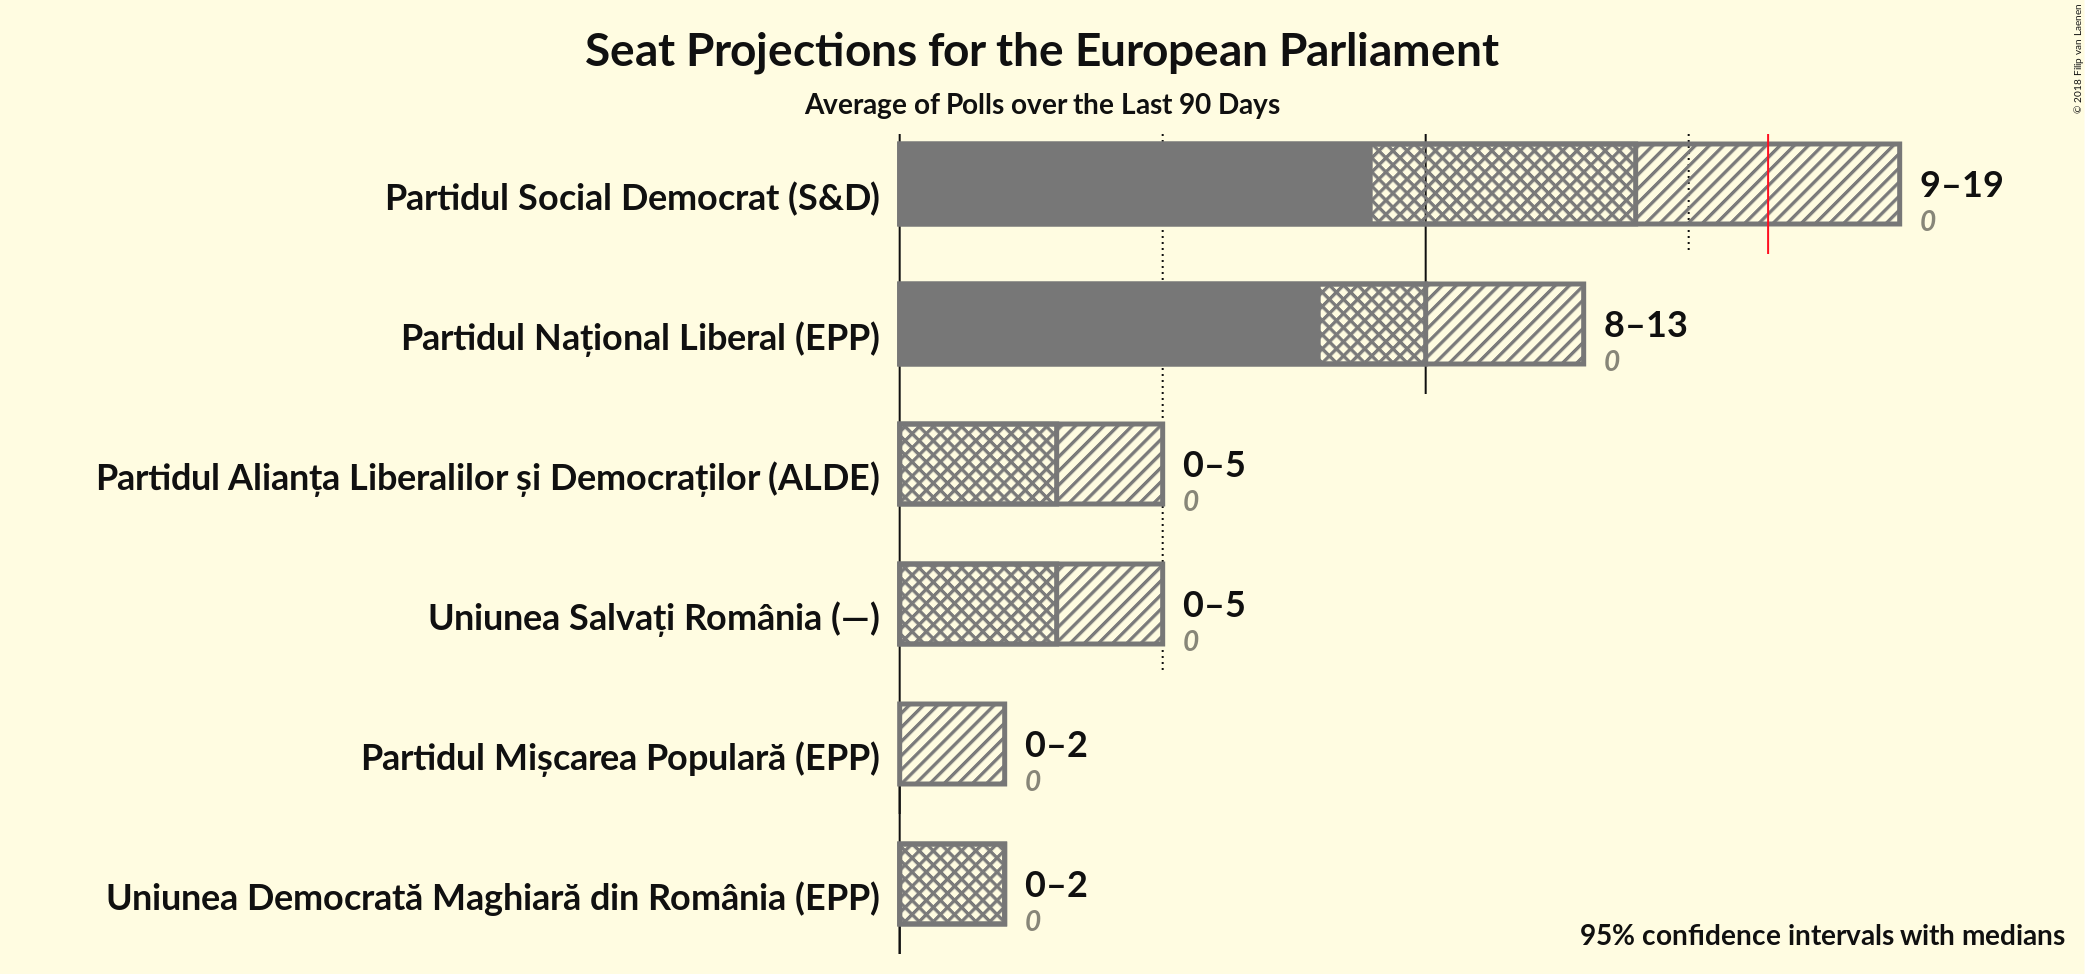 Seat Projections for the European Parliament
Average of Polls over the Last 90 Days
© 2018 Filip van Laenen
Partidul Social Democrat (S&D)
9–19
0
Partidul Național Liberal (EPP)
8–13
0
Partidul Alianța Liberalilor și Democraților (ALDE)
0–5
0
Uniunea Salvați România (—)
0–5
0
Partidul Mișcarea Populară (EPP)
0–2
0
Uniunea Democrată Maghiară din România (EPP)
0–2
0
95% confidence intervals with medians